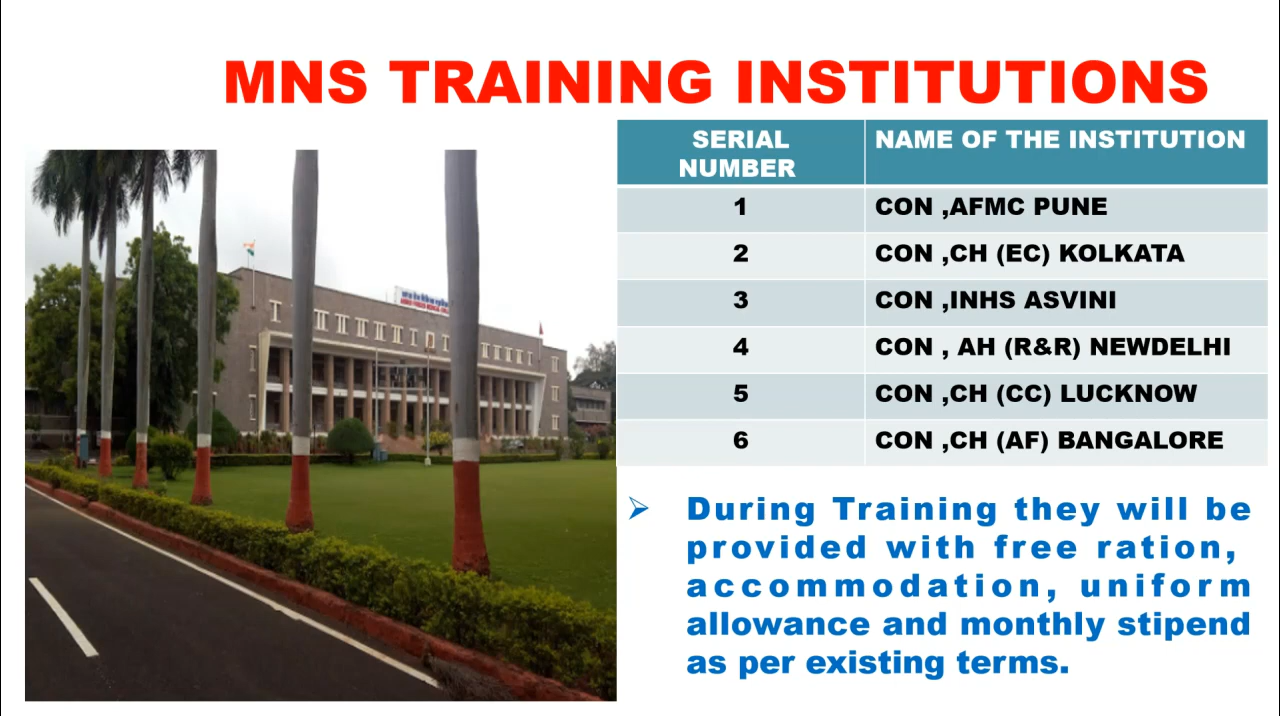 MNS TRAINING INSTITUTIONS
SERIAL NUMBER NAME OF THE INSTITUTION
1 CON ,AFMC PUNE
2 CON ,CH (EC) KOLKATA
3 CON ,INHS ASVINI
4 CON , AH (R&R) NEWDELHI
5 CON ,CH (CC) LUCKNOW
6 CON ,CH (AF) BANGALORE
➢ During Training they will be
provided with free ration,
accommodation, uniform
allowance and monthly stipend
as per existing terms.